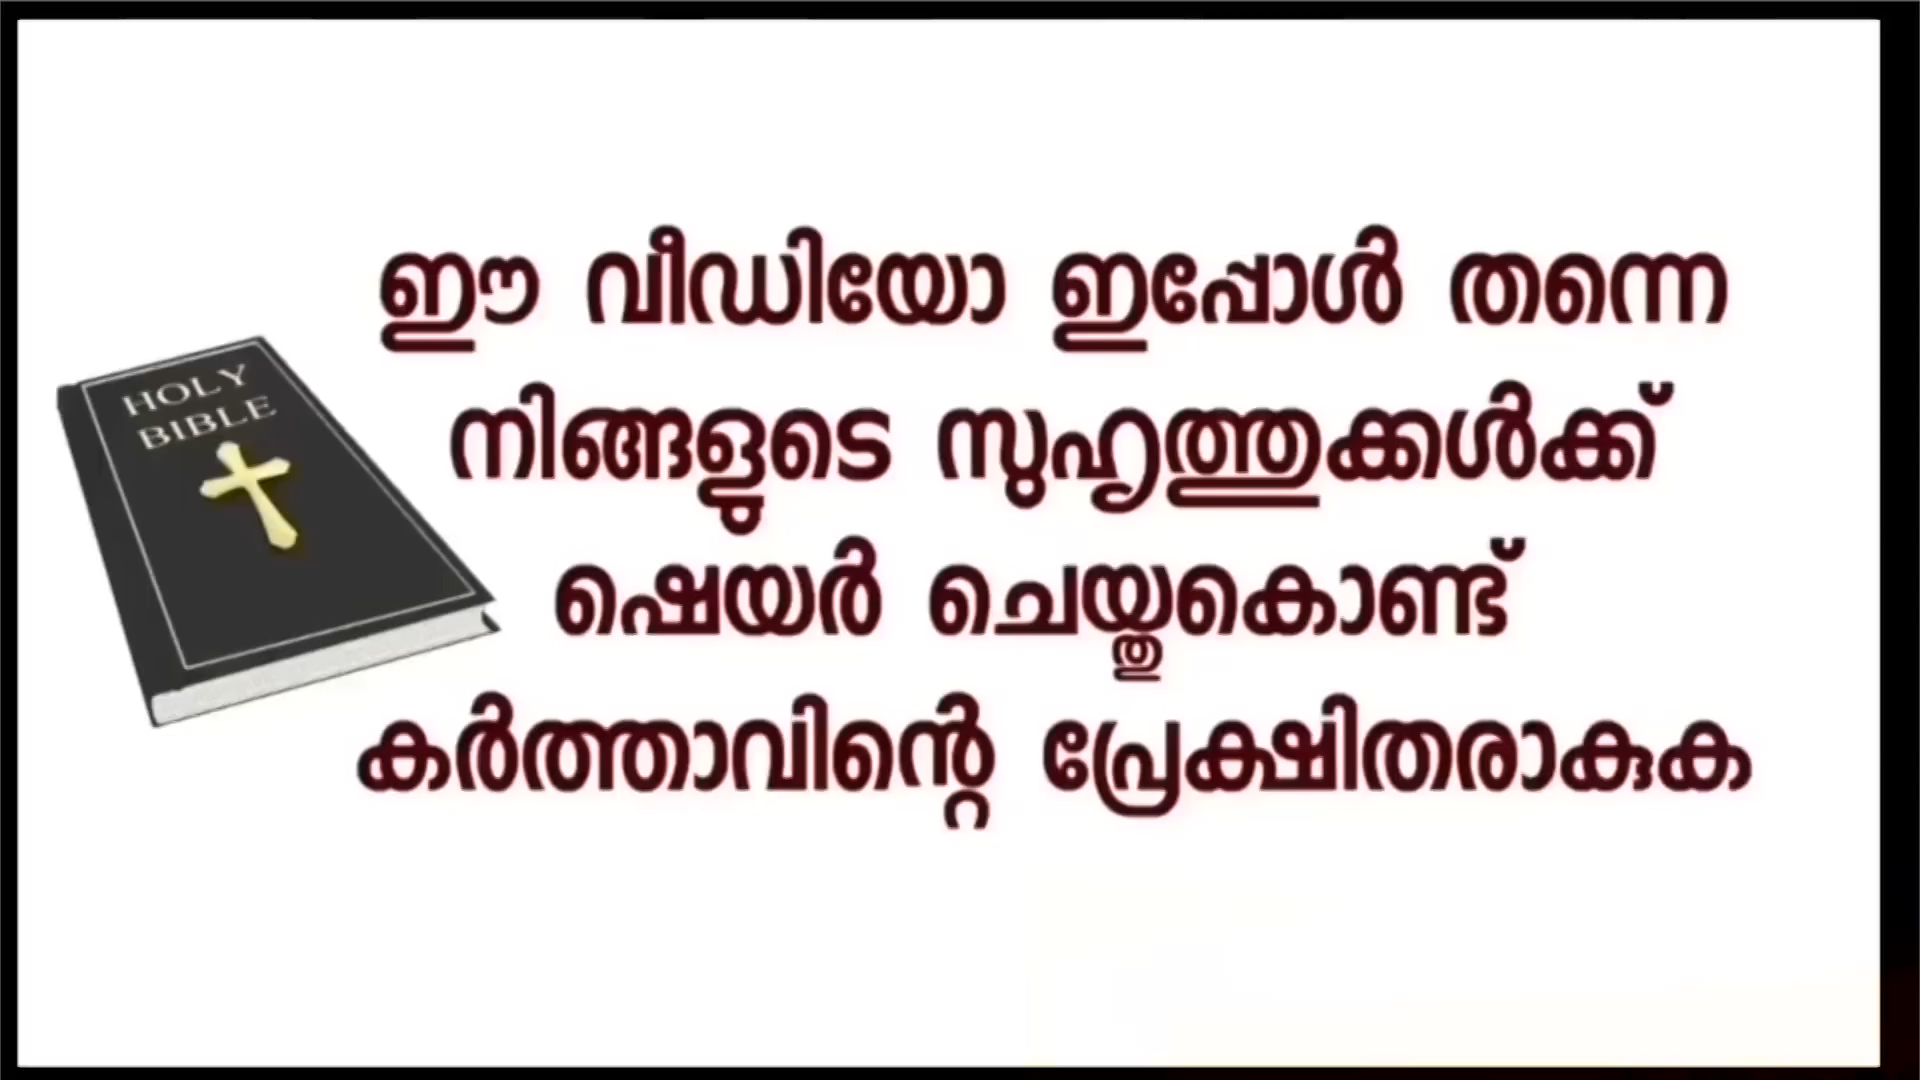 HOLY
BIBLE
ഈ വീഡിയോ ഇപ്പോൾ തന്നെ
നിങ്ങളുടെ സുഹൃത്തുക്കൾക്ക്
ഷെയർ ചെയ്തുകൊണ്ട്
കർത്താവിന്റെ പ്രേക്ഷിതരാകുക